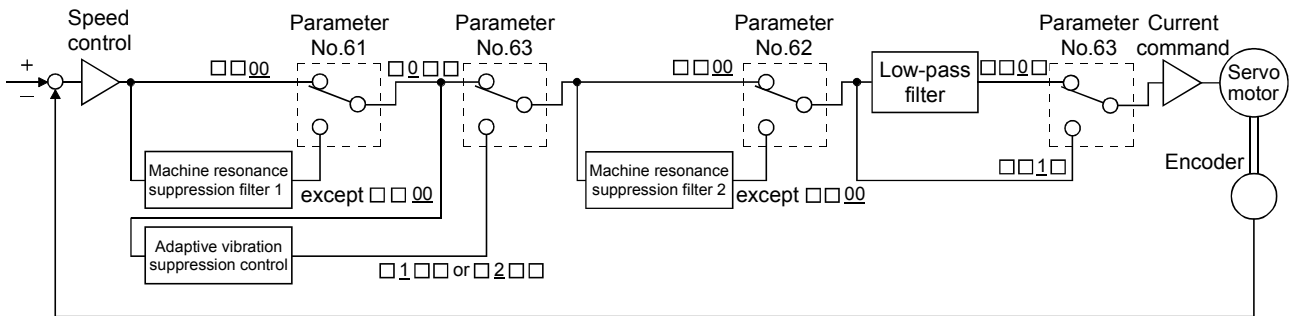 Speed
control
Parameter
No.61
Parameter
No.63
Parameter
No.62
Parameter
No.63
Current
command
+
−
□□00
□0□□
□□00
Low-pass
filter
□□0□
Servo
motor
Machine resonance
suppression filter 1
except □□00
Machine resonance
suppression filter 2
except □□00
□□1□
Encoder
Adaptive vibration
suppression control
□1□□ or □2□□